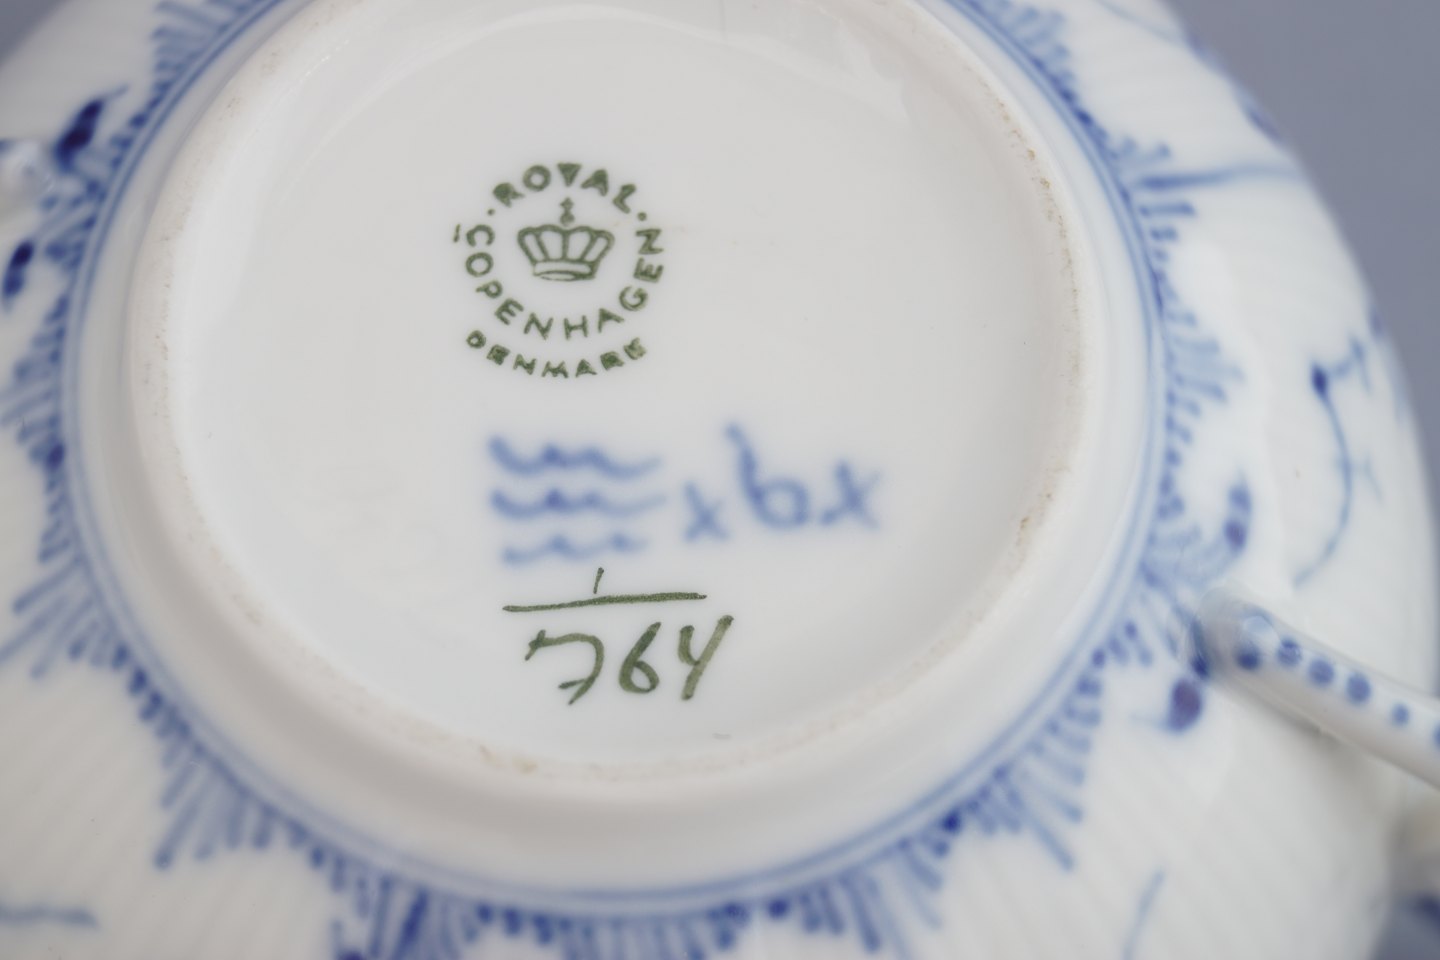 ROYAL
COPENHAGEN
DENMARK
x6x
1
764